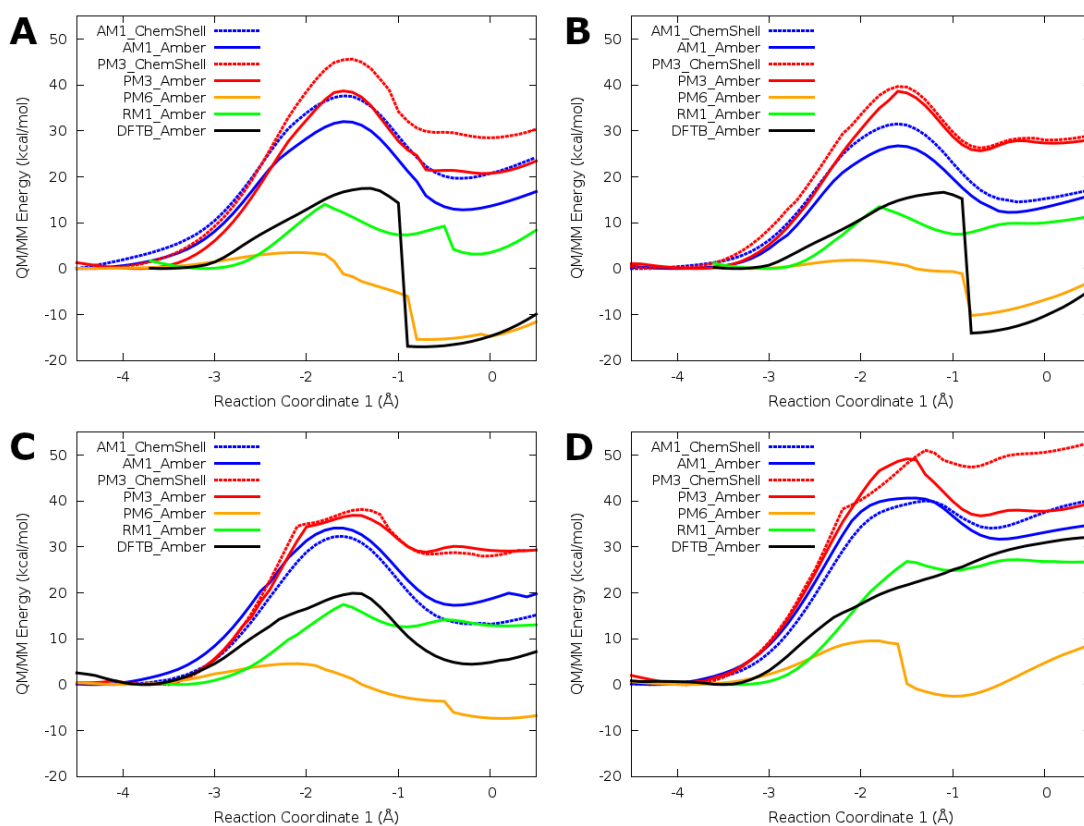 A
AM1_ChemShell
AM1_Amber
PM3_ChemShell
PM3_Amber
PM6_Amber
RM1_Amber
DFTB_Amber
QM/MM Energy (kcal/mol)
50
40
30
20
10
0
-10
-20
-4
-3
-2
-1
0
Reaction Coordinate 1 (Å)
B
AM1_ChemShell
AM1_Amber
PM3_ChemShell
PM3_Amber
PM6_Amber
RM1_Amber
DFTB_Amber
QM/MM Energy (kcal/mol)
50
40
30
20
10
0
-10
-20
-4
-3
-2
-1
0
Reaction Coordinate 1 (Å)
C
AM1_ChemShell
AM1_Amber
PM3_ChemShell
PM3_Amber
PM6_Amber
RM1_Amber
DFTB_Amber
QM/MM Energy (kcal/mol)
50
40
30
20
10
0
-10
-20
-4
-3
-2
-1
0
Reaction Coordinate 1 (Å)
D
AM1_ChemShell
AM1_Amber
PM3_ChemShell
PM3_Amber
PM6_Amber
RM1_Amber
DFTB_Amber
QM/MM Energy (kcal/mol)
50
40
30
20
10
0
-10
-20
-4
-3
-2
-1
0
Reaction Coordinate 1 (Å)